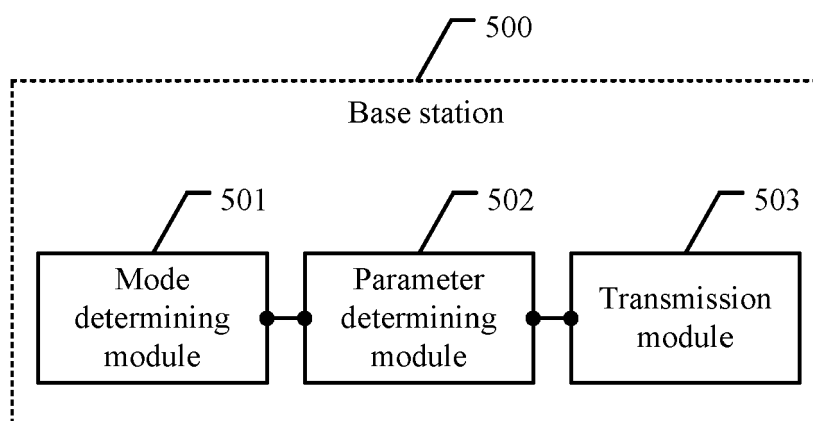 500
Base station
501
502
503
Mode
determining
module
Parameter
determining
module
Transmission
module